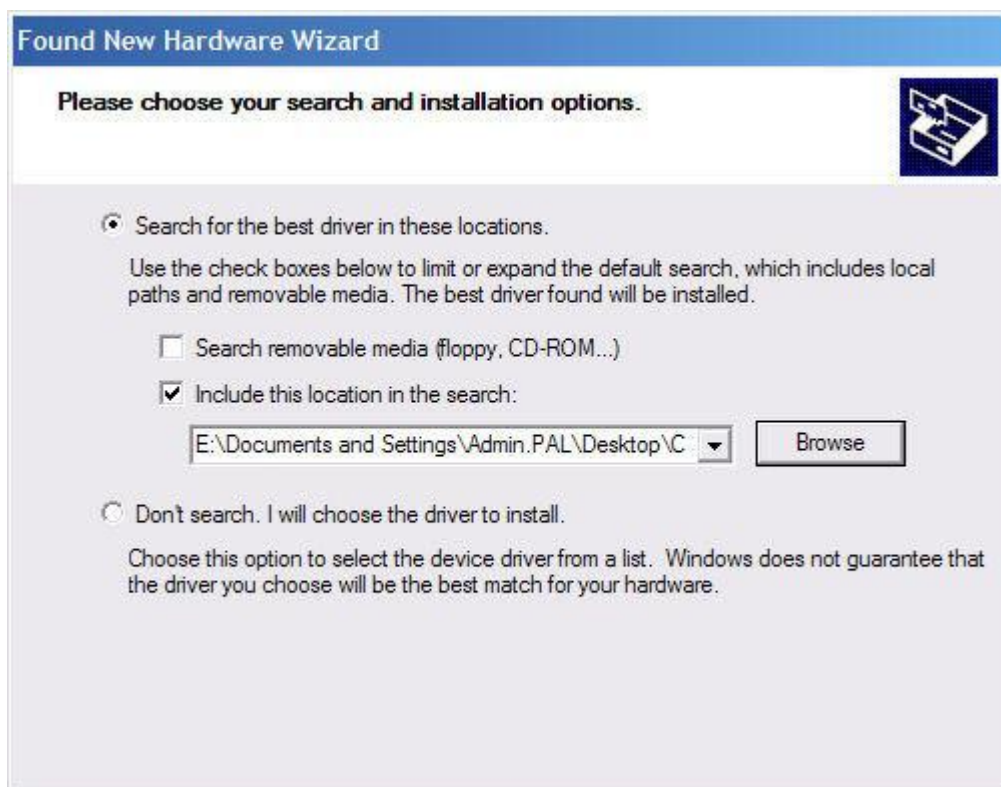 Found New Hardware Wizard
Please choose your search and installation options.
Search for the best driver in these locations.
Use the check boxes below to limit or expand the default search, which includes local
paths and removable media. The best driver found will be installed.
Search removable media (floppy, CD-ROM...)
Include this location in the search:
E:\Documents and Settings\Admin.PAL\Desktop\C
Browse
Don't search. I will choose the driver to install.
Choose this option to select the device driver from a list. Windows does not guarantee that
the driver you choose will be the best match for your hardware.